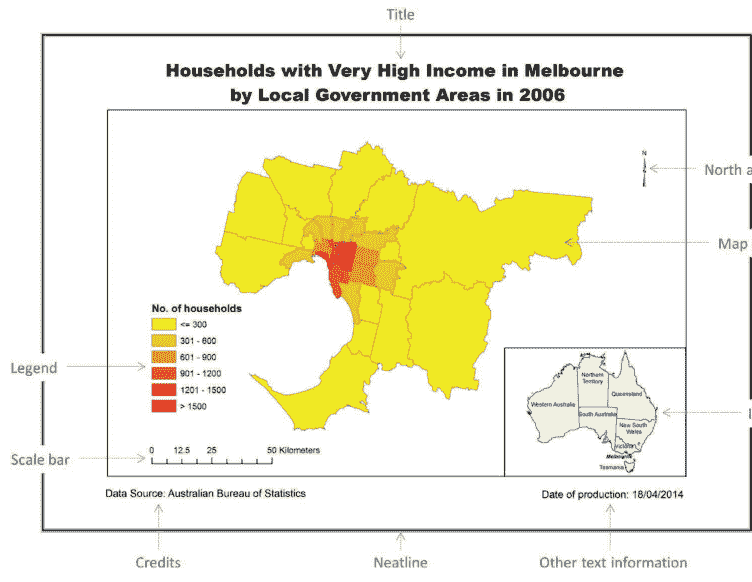 Title
Households with Very High Income in Melbourne
by Local Government Areas in 2006
N
North a
Map
No. of households
<= 300
301 - 600
601 - 900
901 - 1200
1201 - 1500
> 1500
Legend
Northern
Territory
Queensland
Western Australia
South Australia
New South
Wales
Victoria
Melbourne
Tasmania
I
0 12.5 25 50 Kilometers
Scale bar
Data Source: Australian Bureau of Statistics
Date of production: 18/04/2014
Credits
Neatline
Other text information